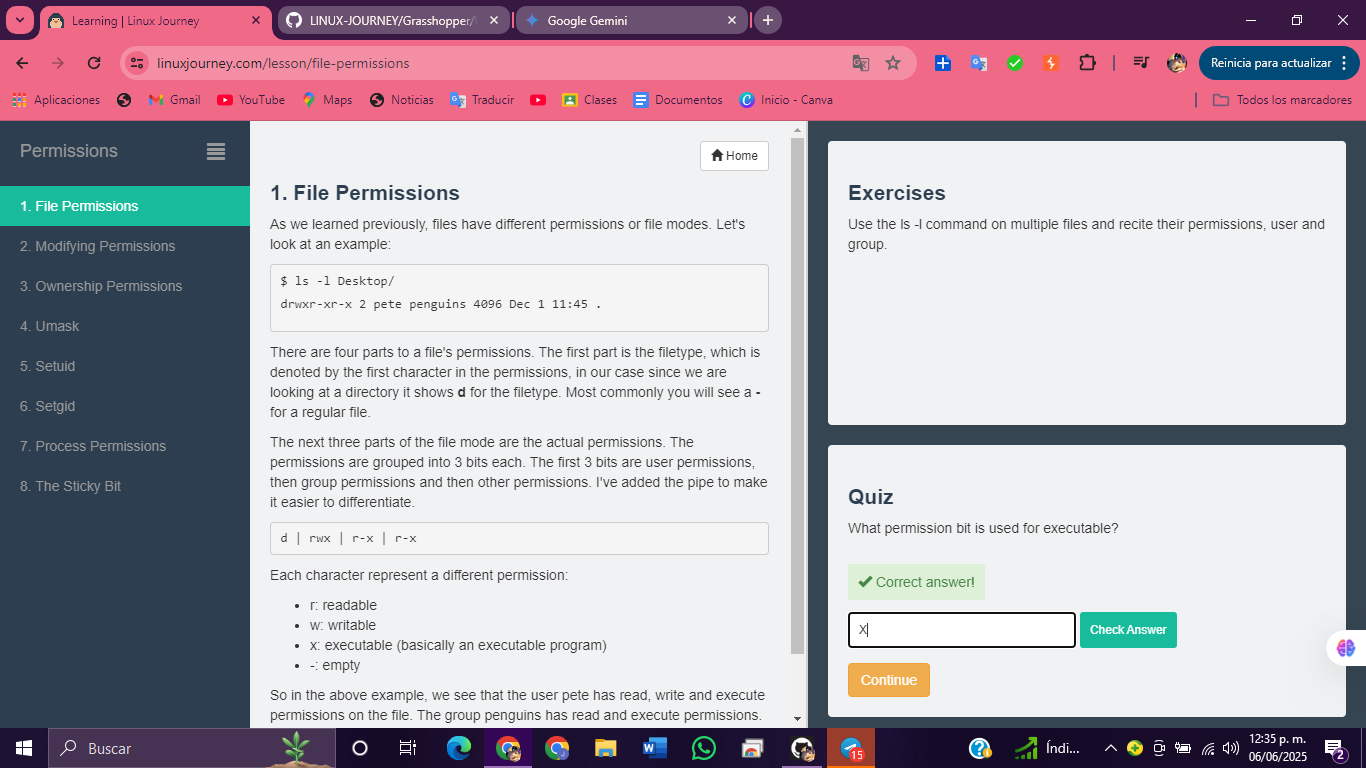 Learning | Linux Journey
LINUX-JOURNEY/Grasshopper/
Google Gemini
linuxjourney.com/lesson/file-permissions
Reinicia para actualizar
Aplicaciones
Gmail
YouTube
Maps
Noticias
Traducir
Clases
Documentos
Inicio - Canva
Todos los marcadores
Permissions
1. File Permissions
2. Modifying Permissions
3. Ownership Permissions
4. Umask
5. Setuid
6. Setgid
7. Process Permissions
8. The Sticky Bit
Home
1. File Permissions
As we learned previously, files have different permissions or file modes. Let's
look at an example:
$ ls -l Desktop/
drwxr-xr-x 2 pete penguins 4096 Dec 1 11:45 .
There are four parts to a file's permissions. The first part is the filetype, which is
denoted by the first character in the permissions, in our case since we are
looking at a directory it shows d for the filetype. Most commonly you will see a -
for a regular file.
The next three parts of the file mode are the actual permissions. The
permissions are grouped into 3 bits each. The first 3 bits are user permissions,
then group permissions and then other permissions. I've added the pipe to make
it easier to differentiate.
d | rwx | r-x | r-x
Each character represent a different permission:
• r: readable
• w: writable
• x: executable (basically an executable program)
• -: empty
So in the above example, we see that the user pete has read, write and execute
permissions on the file. The group penguins has read and execute permissions.
Exercises
Use the ls -l command on multiple files and recite their permissions, user and
group.
Quiz
What permission bit is used for executable?
Correct answer!
X
Check Answer
Continue
Buscar
15
Índi...
12:35 p. m.
06/06/2025
2